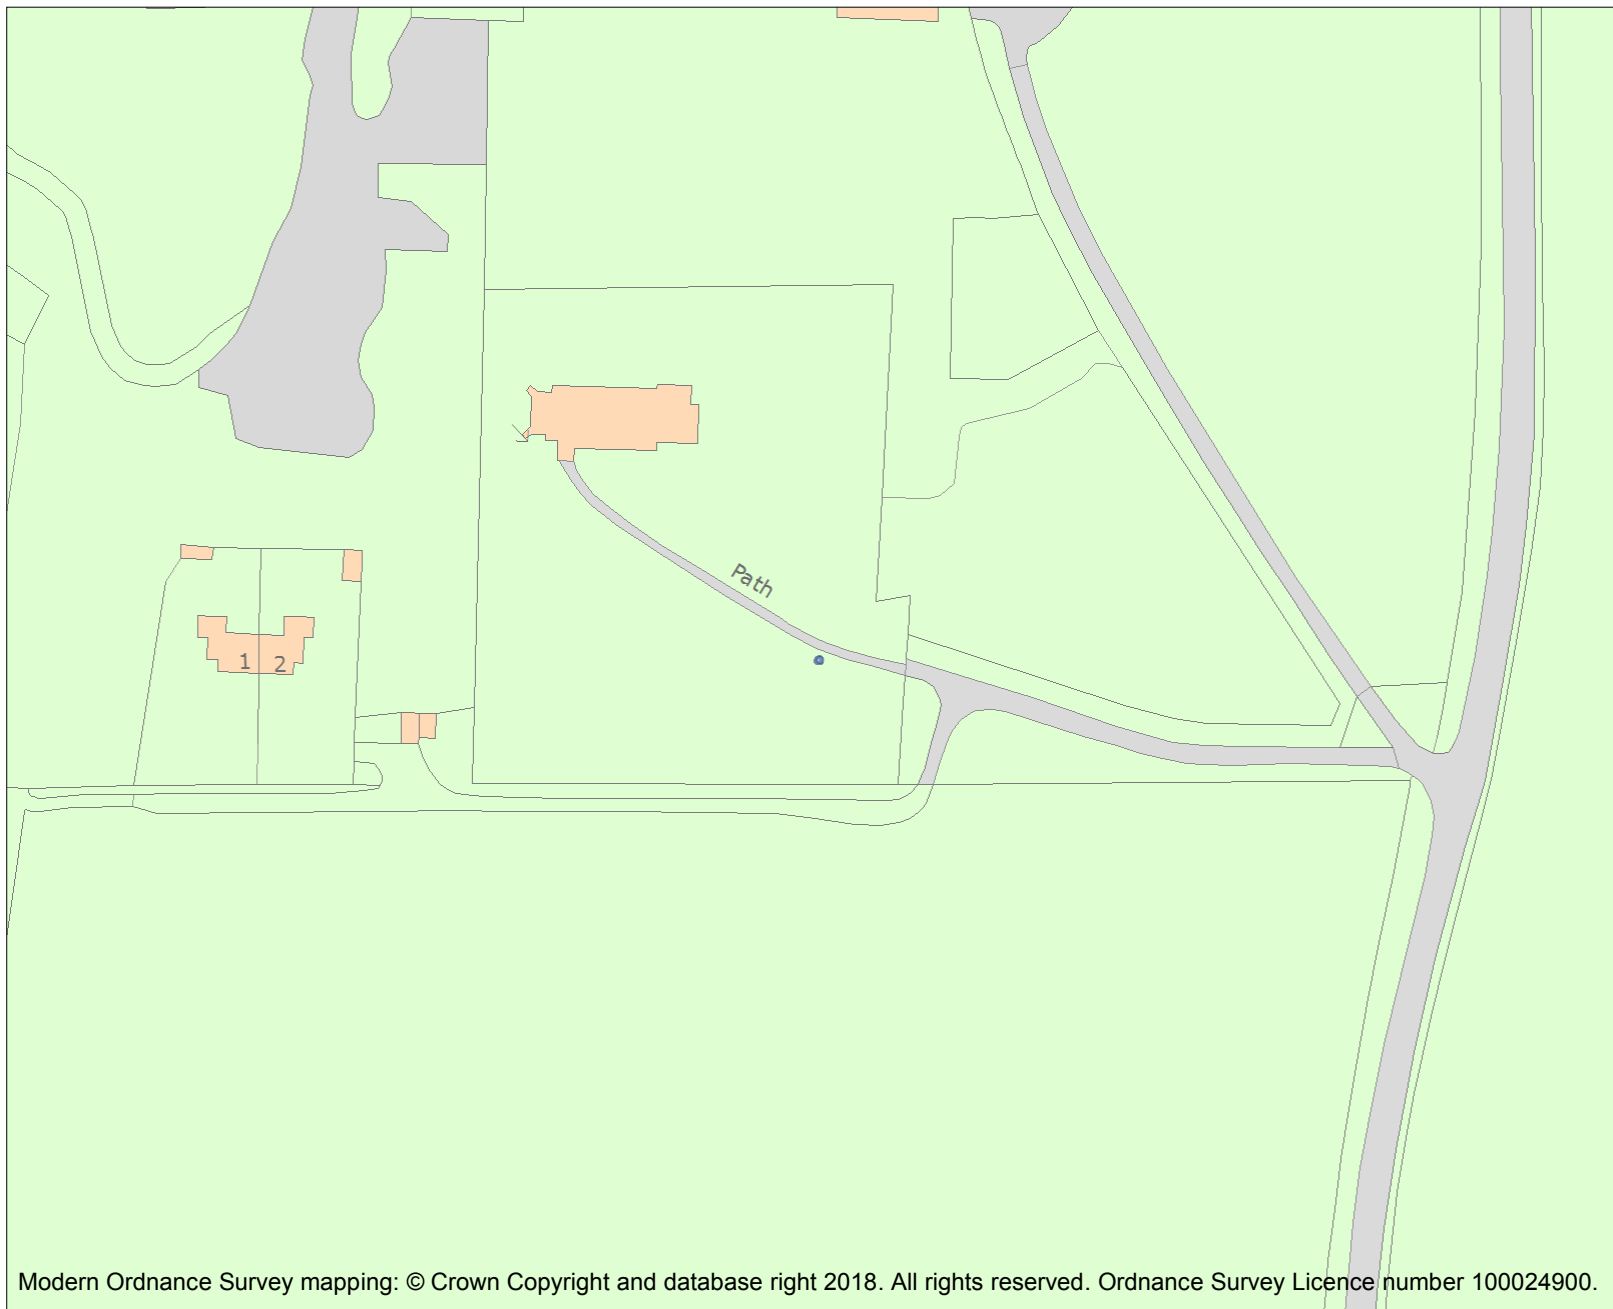 Path
1 2
Modern Ordnance Survey mapping: © Crown Copyright and database right 2018. All rights reserved. Ordnance Survey Licence number 100024900.